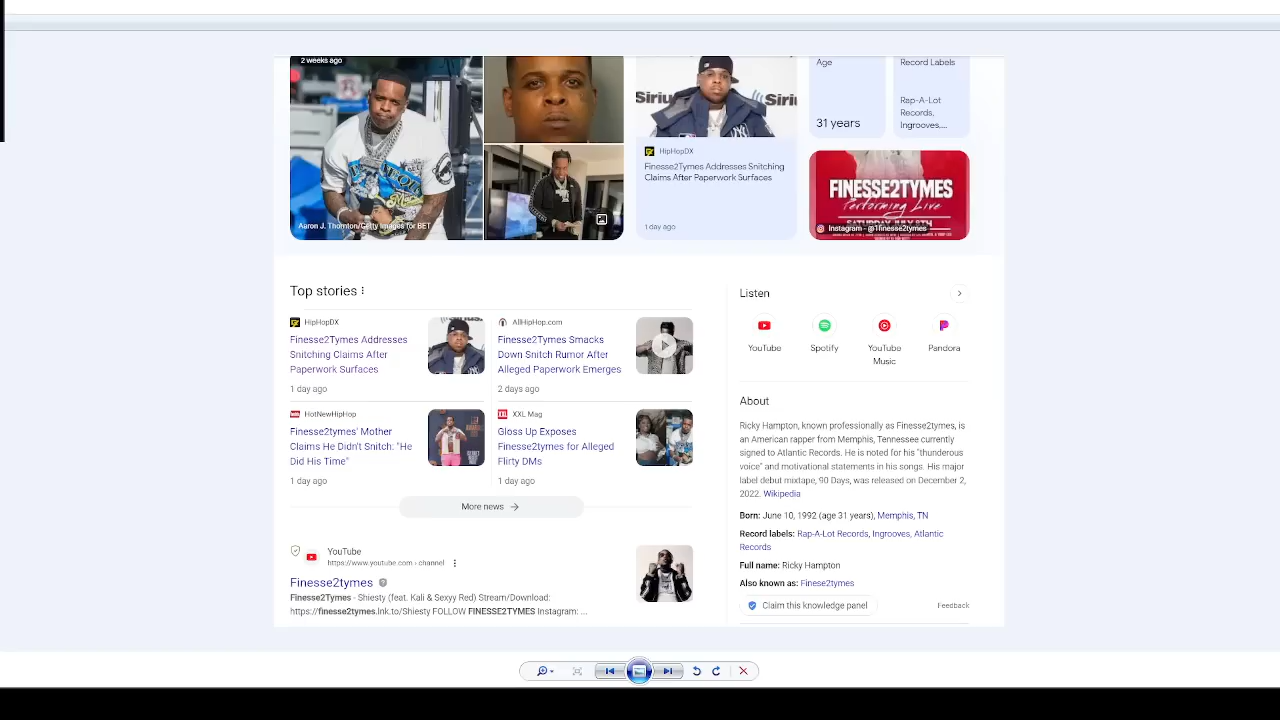 2 weeks ago
Aaron J. Thornton/Getty Images for BET
Siriu
Siri
HipHopDX
Finesse2Tymes Addresses Snitching
Claims After Paperwork Surfaces
1 day ago
Age
31 years
Record Labels
Rap-A-Lot
Records,
Ingrooves,...
FINESSE2TYMES
Performing Live
SATURDAY JULY 8TH
Instagram - @1finesse2tymes
Top stories
HipHopDX
Finesse2Tymes Addresses
Snitching Claims After
Paperwork Surfaces
1 day ago
AllHipHop.com
Finesse2Tymes Smacks
Down Snitch Rumor After
Alleged Paperwork Emerges
2 days ago
HotNewHipHop
Finesse2tymes' Mother
Claims He Didn't Snitch: "He
Did His Time"
1 day ago
XXL Mag
Gloss Up Exposes
Finesse2tymes for Alleged
Flirty DMs
1 day ago
More news
YouTube
https://www.youtube.com › channel
Finesse2tymes
Finesse2Tymes - Shiesty (feat. Kali & Sexyy Red) Stream/Download:
https://finesse2tymes.lnk.to/Shiesty FOLLOW FINESSE2TYMES Instagram: ...
Listen
YouTube
Spotify
YouTube
Music
Pandora
About
Ricky Hampton, known professionally as Finesse2tymes, is
an American rapper from Memphis, Tennessee currently
signed to Atlantic Records. He is noted for his "thunderous
voice" and motivational statements in his songs. His major
label debut mixtape, 90 Days, was released on December 2,
2022. Wikipedia
Born: June 10, 1992 (age 31 years), Memphis, TN
Record labels: Rap-A-Lot Records, Ingrooves, Atlantic
Records
Full name: Ricky Hampton
Also known as: Finese2tymes
Claim this knowledge panel
Feedback